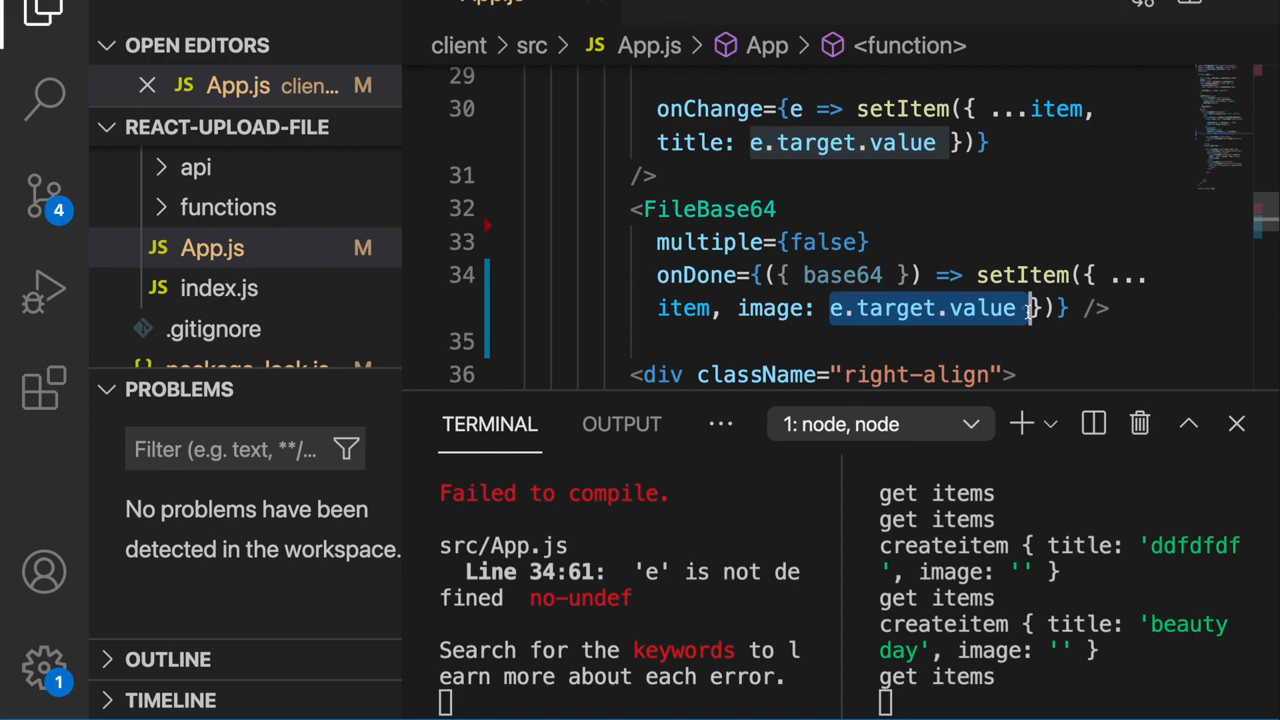 App.js
OPEN EDITORS
JS App.js clien... M
REACT-UPLOAD-FILE
api
functions
JS App.js M
JS index.js
.gitignore
package-lock.js
4
PROBLEMS
Filter (e.g. text, **/...
No problems have been
detected in the workspace.
OUTLINE
1
TIMELINE
client > src > JS App.js > App > <function>
29
30 onChange={e => setItem({ ...item,
title: e.target.value })}
31 />
32 <FileBase64
33 multiple={false}
34 onDone={({ base64 }) => setItem({ ...
item, image: e.target.value })} />
35
36 <div className="right-align">
TERMINAL OUTPUT ... 1: node, node
Failed to compile.
src/App.js
Line 34:61: 'e' is not de
fined no-undef
Search for the keywords to l
earn more about each error.
get items
get items
createitem { title: 'ddfdfdf
', image: '' }
get items
createitem { title: 'beauty
day', image: '' }
get items